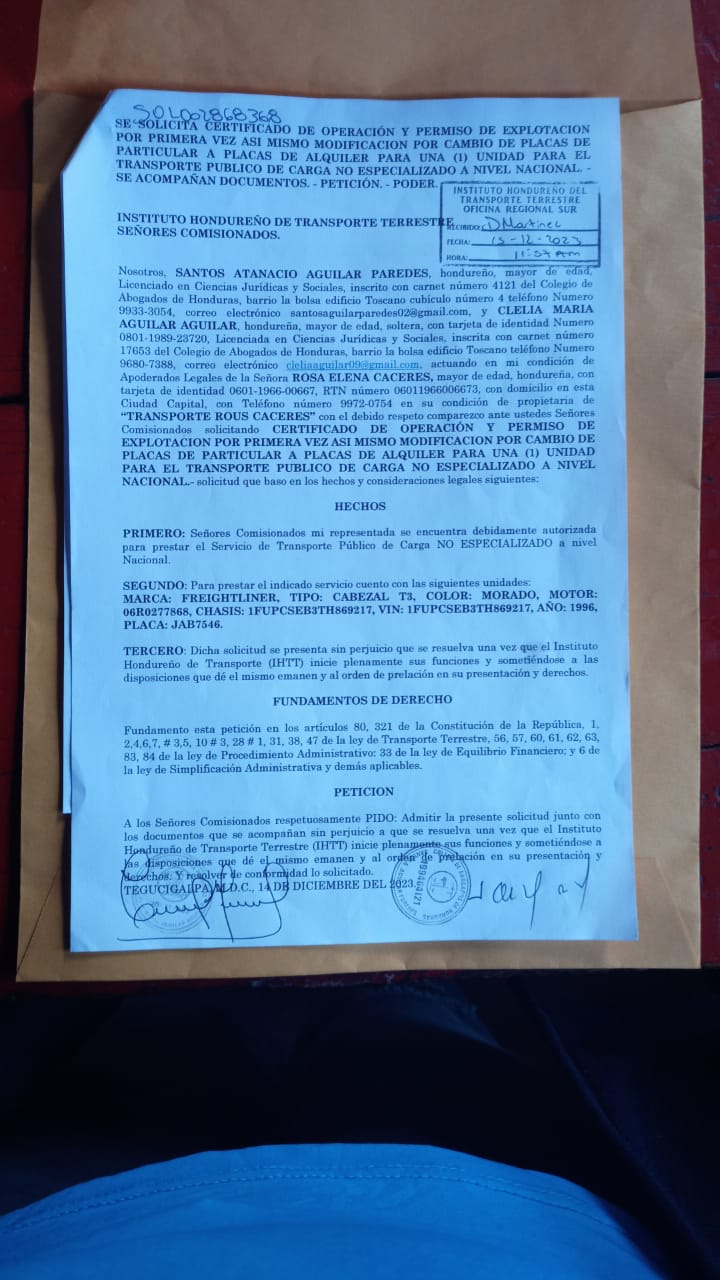 SOL002868368
SE SOLICITA CERTIFICADO DE OPERACIÓN Y PERMISO DE EXPLOTACION
POR PRIMERA VEZ ASI MISMO MODIFICACION POR CAMBIO DE PLACAS DE
PARTICULAR A PLACAS DE ALQUILER PARA UNA (1) UNIDAD PARA EL
TRANSPORTE PUBLICO DE CARGA NO ESPECIALIZADO A NIVEL NACIONAL. -
SE ACOMPAÑAN DOCUMENTOS. - PETICIÓN. - PODER.
INSTITUTO HONDUREÑO DEL
TRANSPORTE TERRESTRE
OFICINA REGIONAL SUR
RECIBIDO: DMartinez
FECHA: 15-12-2023
HORA: 11:57 am
INSTITUTO HONDUREÑO DE TRANSPORTE TERRESTRE
SEÑORES COMISIONADOS.
Nosotros, SANTOS ATANACIO AGUILAR PAREDES, hondureño, mayor de edad,
Licenciado en Ciencias Jurídicas y Sociales, inscrito con carnet número 4121 del Colegio de
Abogados de Honduras, barrio la bolsa edificio Toscano cubículo número 4 teléfono Numero
9933-3054, correo electrónico santosaguilarparedes02@gmail.com, y CLELIA MARIA
AGUILAR AGUILAR, hondureña, mayor de edad, soltera, con tarjeta de identidad Numero
0801-1989-23720, Licenciada en Ciencias Jurídicas y Sociales, inscrita con carnet número
17653 del Colegio de Abogados de Honduras, barrio la bolsa edificio Toscano teléfono Numero
9680-7388, correo electrónico cleliaaguilar09@gmail.com, actuando en mi condición de
Apoderados Legales de la Señora ROSA ELENA CACERES, mayor de edad, hondureña, con
tarjeta de identidad 0601-1966-00667, RTN número 06011966006673, con domicilio en esta
Ciudad Capital, con Teléfono número 9972-0754 en su condición de propietaria de
“TRANSPORTE ROUS CACERES” con el debido respeto comparezco ante ustedes Señores
Comisionados solicitando CERTIFICADO DE OPERACIÓN Y PERMISO DE
EXPLOTACION POR PRIMERA VEZ ASI MISMO MODIFICACION POR CAMBIO DE
PLACAS DE PARTICULAR A PLACAS DE ALQUILER PARA UNA (1) UNIDAD
PARA EL TRANSPORTE PUBLICO DE CARGA NO ESPECIALIZADO A NIVEL
NACIONAL.- solicitud que baso en los hechos y consideraciones legales siguientes:
HECHOS
PRIMERO: Señores Comisionados mi representada se encuentra debidamente autorizada
para prestar el Servicio de Transporte Público de Carga NO ESPECIALIZADO a nivel
Nacional.
SEGUNDO: Para prestar el indicado servicio cuento con las siguientes unidades:
MARCA: FREIGHTLINER, TIPO: CABEZAL T3, COLOR: MORADO, MOTOR:
06R0277868, CHASIS: 1FUPCSEB3TH869217, VIN: 1FUPCSEB3TH869217, AÑO: 1996,
PLACA: JAB7546.
TERCERO: Dicha solicitud se presenta sin perjuicio que se resuelva una vez que el Instituto
Hondureño de Transporte (IHTT) inicie plenamente sus funciones y sometiéndose a las
disposiciones que dé el mismo emanen y al orden de prelación en su presentación y derechos.
FUNDAMENTOS DE DERECHO
Fundamento esta petición en los artículos 80, 321 de la Constitución de la República, 1,
2,4,6,7, # 3,5, 10 # 3, 28 # 1, 31, 38, 47 de la ley de Transporte Terrestre, 56, 57, 60, 61, 62, 63,
83, 84 de la ley de Procedimiento Administrativo: 33 de la ley de Equilibrio Financiero; y 6 de
la ley de Simplificación Administrativa y demás aplicables.
PETICION
A los Señores Comisionados respetuosamente PIDO: Admitir la presente solicitud junto con
los documentos que se acompañan sin perjuicio a que se resuelva una vez que el Instituto
Hondureño de Transporte Terrestre (IHTT) inicie plenamente sus funciones y sometiéndose a
las disposiciones que dé el mismo emanen y al orden de prelación en su presentación y
derechos. Y resolver de conformidad lo solicitado.
TEGUCIGALPA, M.D.C., 14 DE DICIEMBRE DEL 2023.